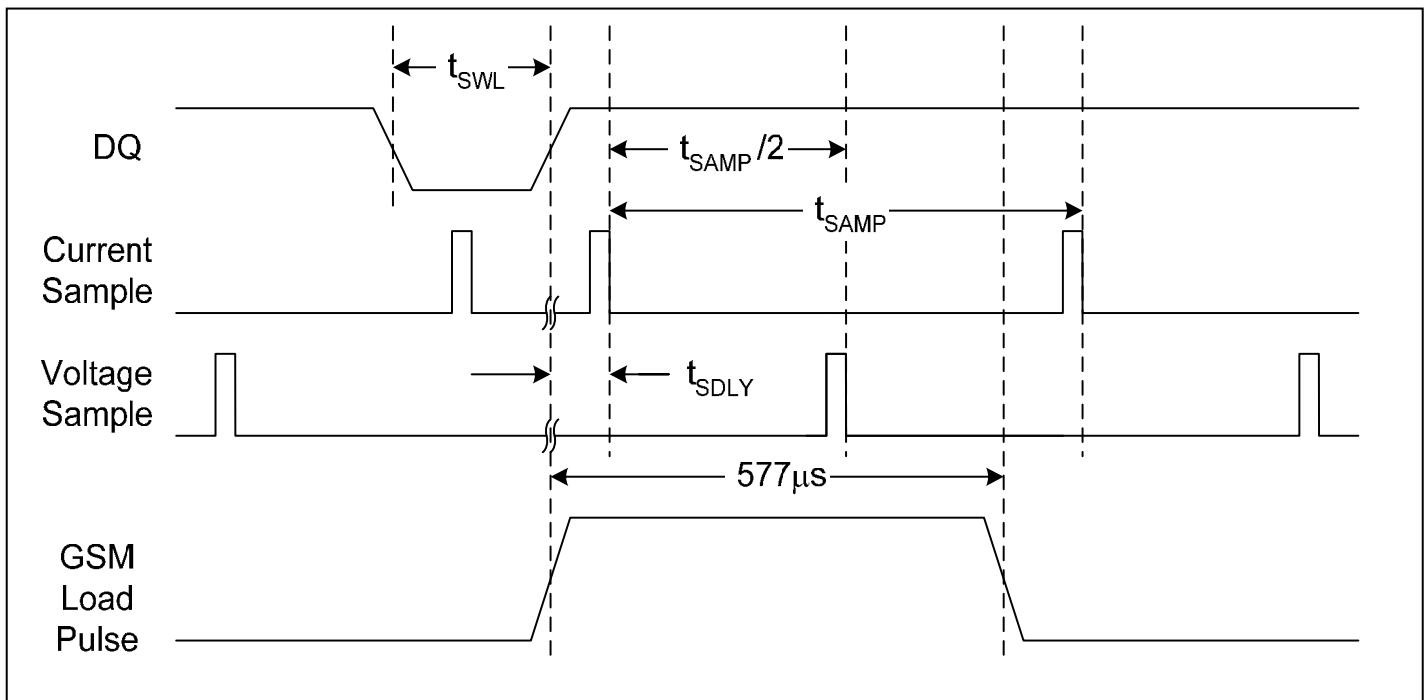 tSWL
DQ
tSAMP/2
tSAMP
Current
Sample
Voltage
Sample
tSDLY
577μs
GSM
Load
Pulse